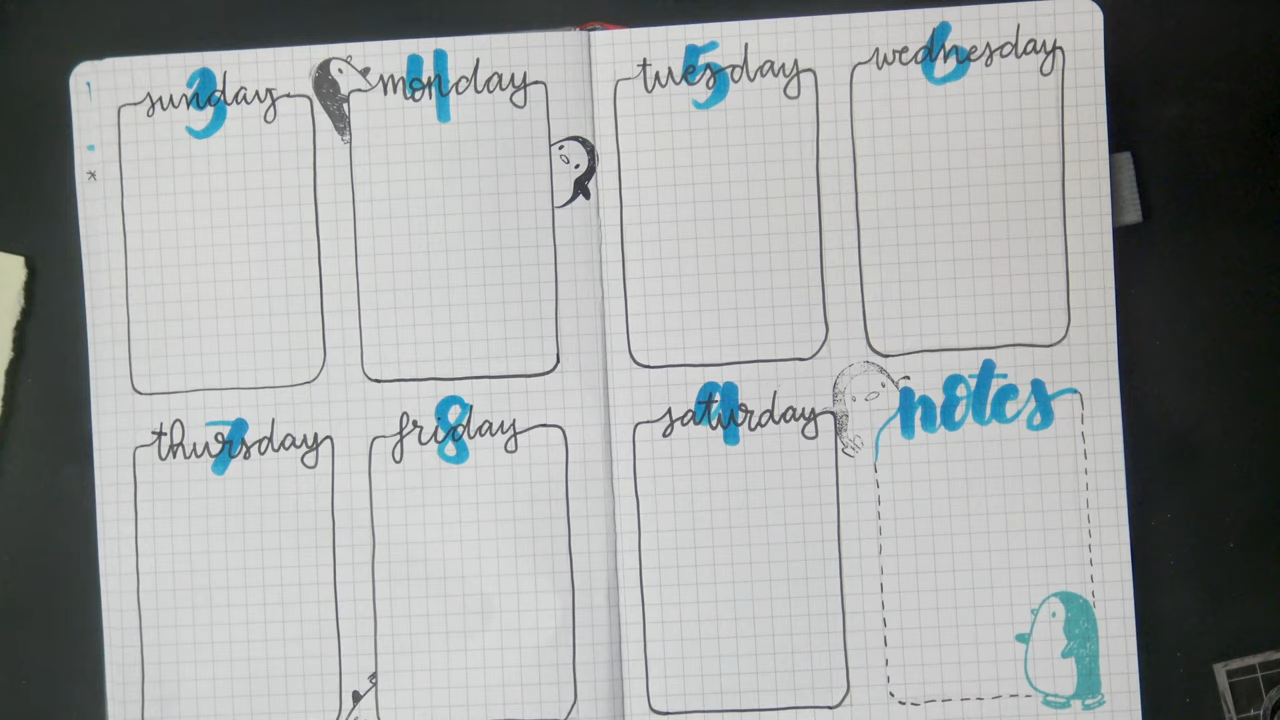 sunday 3
monday 4
tuesday 5
wednesday 6
thursday 7
friday 8
saturday 9
notes